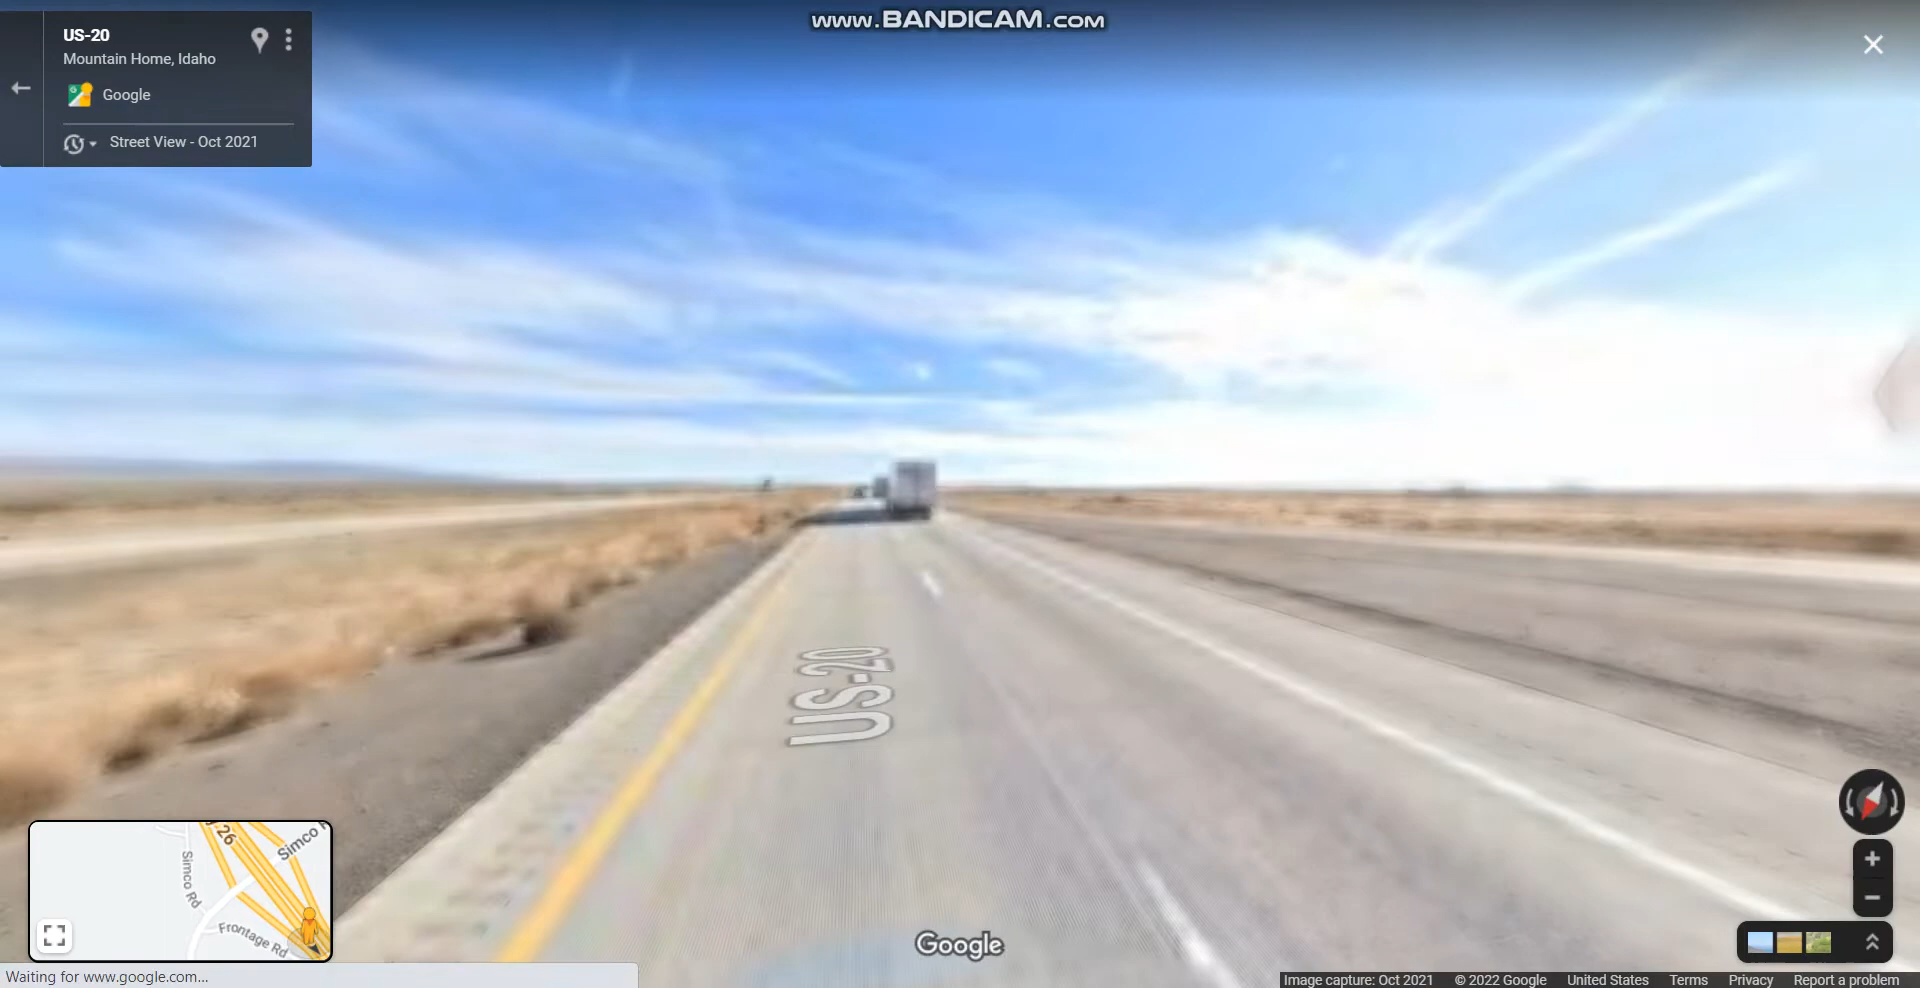 www.BANDICAM.com
US-20
Mountain Home, Idaho
Google
Street View - Oct 2021
US-20
26
Simco
Simco Rd
Frontage Rd
Google
Waiting for www.google.com...
Image capture: Oct 2021 © 2022 Google United States Terms Privacy Report a problem